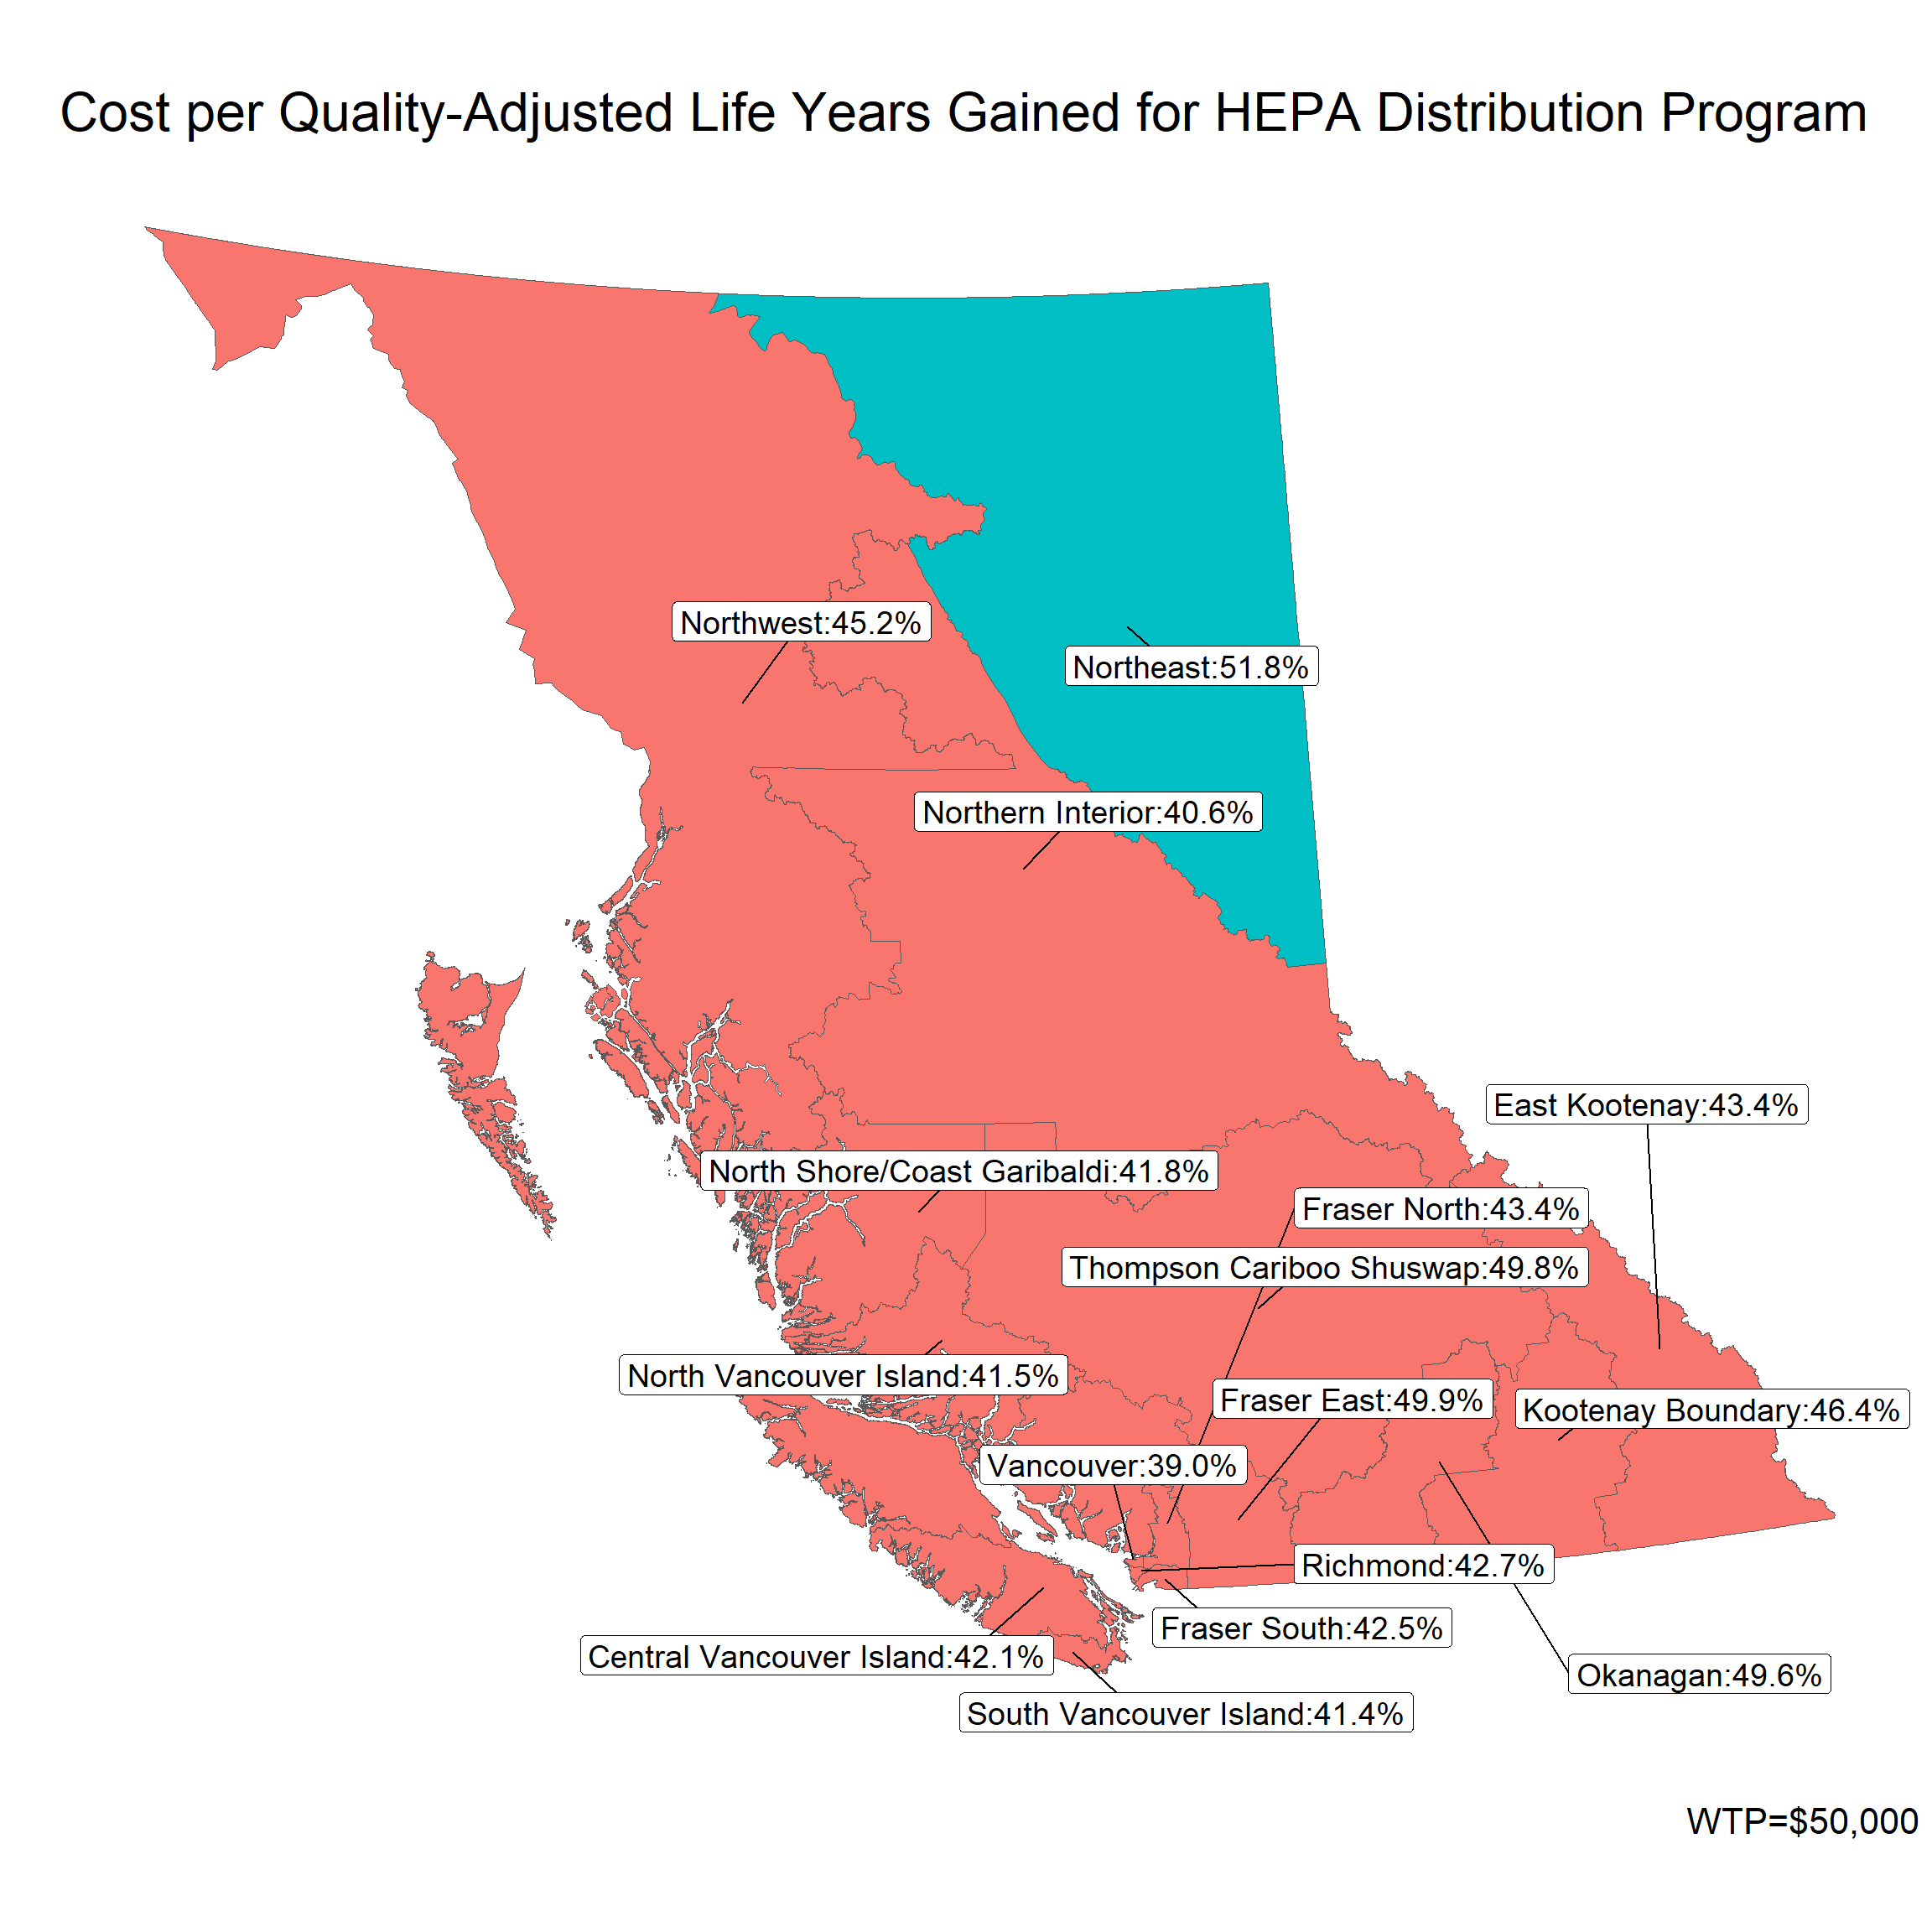 Cost per Quality-Adjusted Life Years Gained for HEPA Distribution Program
Northwest:45.2%
Northeast:51.8%
Northern Interior:40.6%
East Kootenay:43.4%
North Shore/Coast Garibaldi:41.8%
Fraser North:43.4%
Thompson Cariboo Shuswap:49.8%
North Vancouver Island:41.5%
Fraser East:49.9%
Kootenay Boundary:46.4%
Vancouver:39.0%
Richmond:42.7%
Fraser South:42.5%
Central Vancouver Island:42.1%
Okanagan:49.6%
South Vancouver Island:41.4%
WTP=$50,000